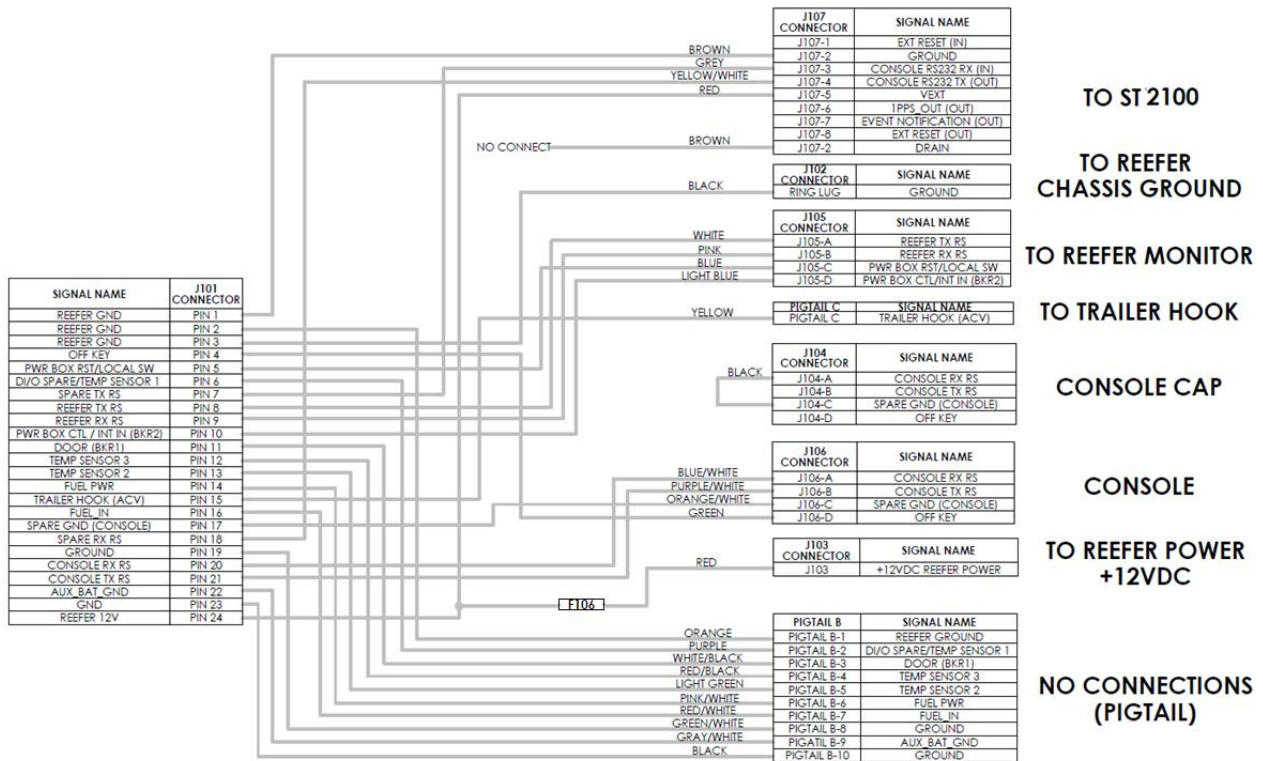 J107 CONNECTOR SIGNAL NAME
J107-1 EXT RESET (IN)
BROWN J107-2 GROUND
GREY J107-3 CONSOLE RS232 RX (IN)
YELLOW/WHITE J107-4 CONSOLE RS232 TX (OUT)
RED J107-5 VEXT
J107-6 1PPS_OUT (OUT)
J107-7 EVENT NOTIFICATION (OUT)
J107-8 EXT RESET (OUT)
NO CONNECT BROWN J107-2 DRAIN
TO ST 2100
J102 CONNECTOR SIGNAL NAME
BLACK RING LUG GROUND
TO REEFER
CHASSIS GROUND
J105 CONNECTOR SIGNAL NAME
WHITE J105-A REEFER TX RS
PINK J105-B REEFER RX RS
BLUE J105-C PWR BOX RST/LOCAL SW
LIGHT BLUE J105-D PWR BOX CTL/INT IN (BKR2)
TO REEFER MONITOR
PIGTAIL C SIGNAL NAME
YELLOW PIGTAIL C TRAILER HOOK (ACV)
TO TRAILER HOOK
J104 CONNECTOR SIGNAL NAME
BLACK J104-A CONSOLE RX RS
J104-B CONSOLE TX RS
J104-C SPARE GND (CONSOLE)
J104-D OFF KEY
CONSOLE CAP
J106 CONNECTOR SIGNAL NAME
BLUE/WHITE J106-A CONSOLE RX RS
PURPLE/WHITE J106-B CONSOLE TX RS
ORANGE/WHITE J106-C SPARE GND (CONSOLE)
GREEN J106-D OFF KEY
CONSOLE
J103 CONNECTOR SIGNAL NAME
RED J103 +12VDC REEFER POWER
F106
TO REEFER POWER
+12VDC
PIGTAIL B SIGNAL NAME
ORANGE PIGTAIL B-1 REEFER GROUND
PURPLE PIGTAIL B-2 DI/O SPARE/TEMP SENSOR 1
WHITE/BLACK PIGTAIL B-3 DOOR (BKR1)
RED/BLACK PIGTAIL B-4 TEMP SENSOR 3
LIGHT GREEN PIGTAIL B-5 TEMP SENSOR 2
PINK/WHITE PIGTAIL B-6 FUEL PWR
RED/WHITE PIGTAIL B-7 FUEL_IN
GREEN/WHITE PIGTAIL B-8 GROUND
GRAY/WHITE PIGATIL B-9 AUX_BAT_GND
BLACK PIGTAIL B-10 GROUND
NO CONNECTIONS
(PIGTAIL)
SIGNAL NAME J101 CONNECTOR
REEFER GND PIN 1
REEFER GND PIN 2
REEFER GND PIN 3
OFF KEY PIN 4
PWR BOX RST/LOCAL SW PIN 5
DI/O SPARE/TEMP SENSOR 1 PIN 6
SPARE TX RS PIN 7
REEFER TX RS PIN 8
REEFER RX RS PIN 9
PWR BOX CTL / INT IN (BKR2) PIN 10
DOOR (BKR1) PIN 11
TEMP SENSOR 3 PIN 12
TEMP SENSOR 2 PIN 13
FUEL PWR PIN 14
TRAILER HOOK (ACV) PIN 15
FUEL_IN PIN 16
SPARE GND (CONSOLE) PIN 17
SPARE RX RS PIN 18
GROUND PIN 19
CONSOLE RX RS PIN 20
CONSOLE TX RS PIN 21
AUX_BAT_GND PIN 22
GND PIN 23
REEFER 12V PIN 24